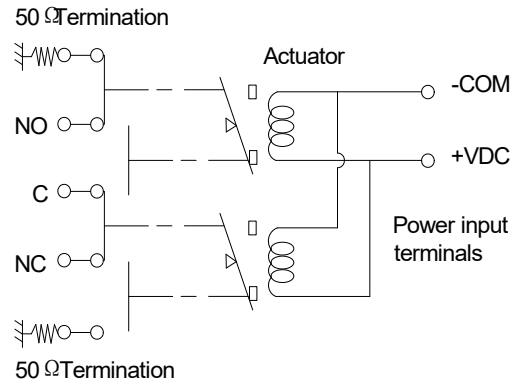 50 ΩTermination
Actuator
-COM
NO
+VDC
C
Power input
terminals
NC
50 ΩTermination